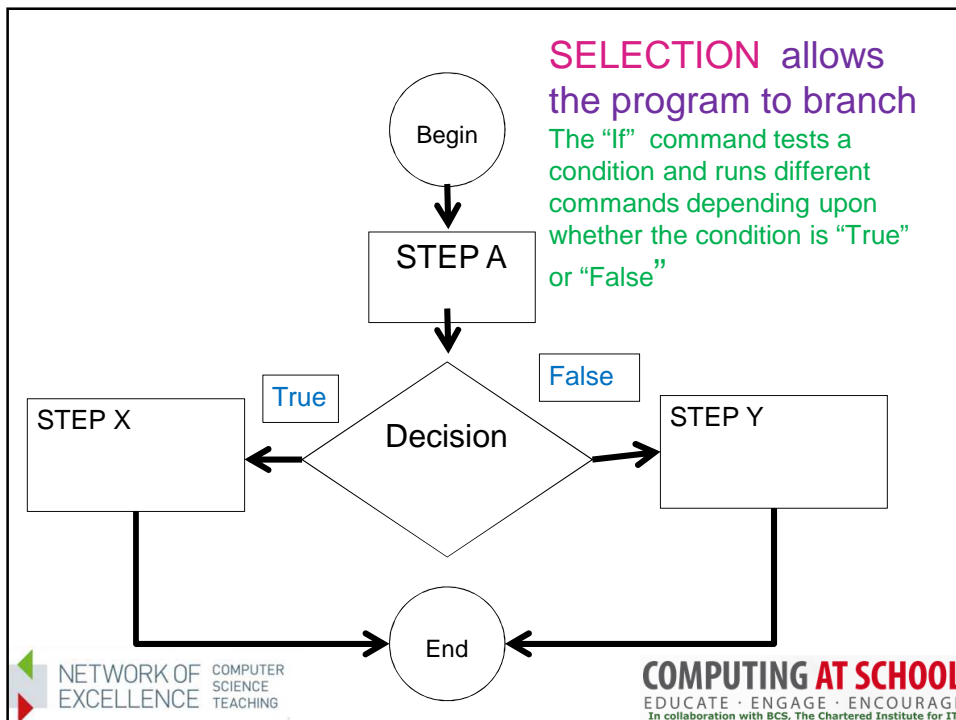 SELECTION allows
the program to branch
The “If” command tests a
condition and runs different
commands depending upon
whether the condition is “True”
or “False”
Begin
STEP A
True
False
STEP X
Decision
STEP Y
End
NETWORK OF
EXCELLENCE
COMPUTER
SCIENCE
TEACHING
COMPUTING AT SCHOOL
EDUCATE · ENGAGE · ENCOURAGE
In collaboration with BCS, The Chartered Institute for IT